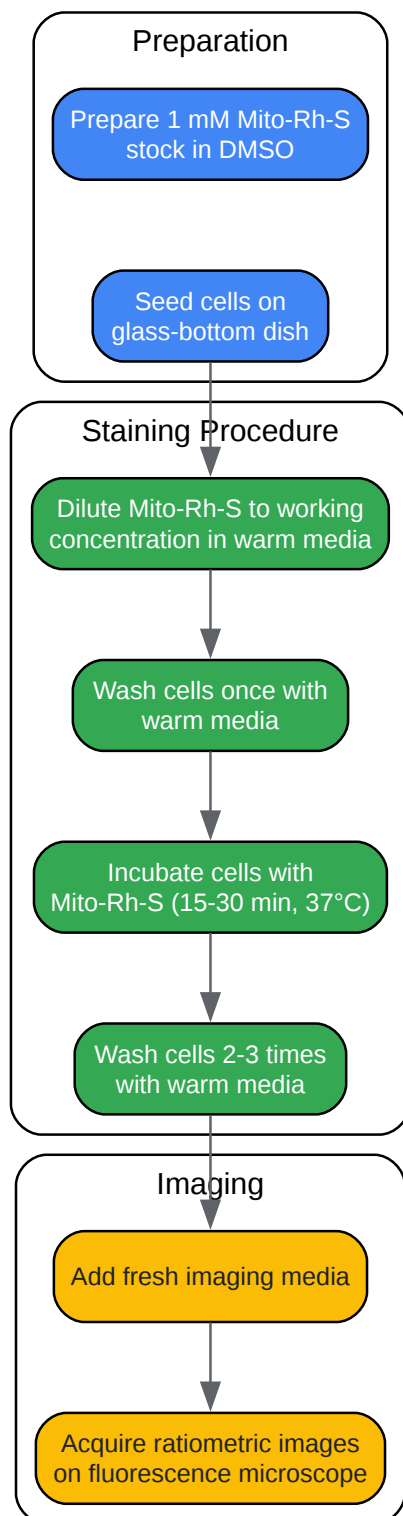 Preparation
Prepare 1 mM Mito-Rh-S
stock in DMSO
Seed cells on
glass-bottom dish
Staining Procedure
Dilute Mito-Rh-S to working
concentration in warm media
Wash cells once with
warm media
Incubate cells with
Mito-Rh-S (15-30 min, 37°C)
Wash cells 2-3 times
with warm media
Imaging
Add fresh imaging media
Acquire ratiometric images
on fluorescence microscope